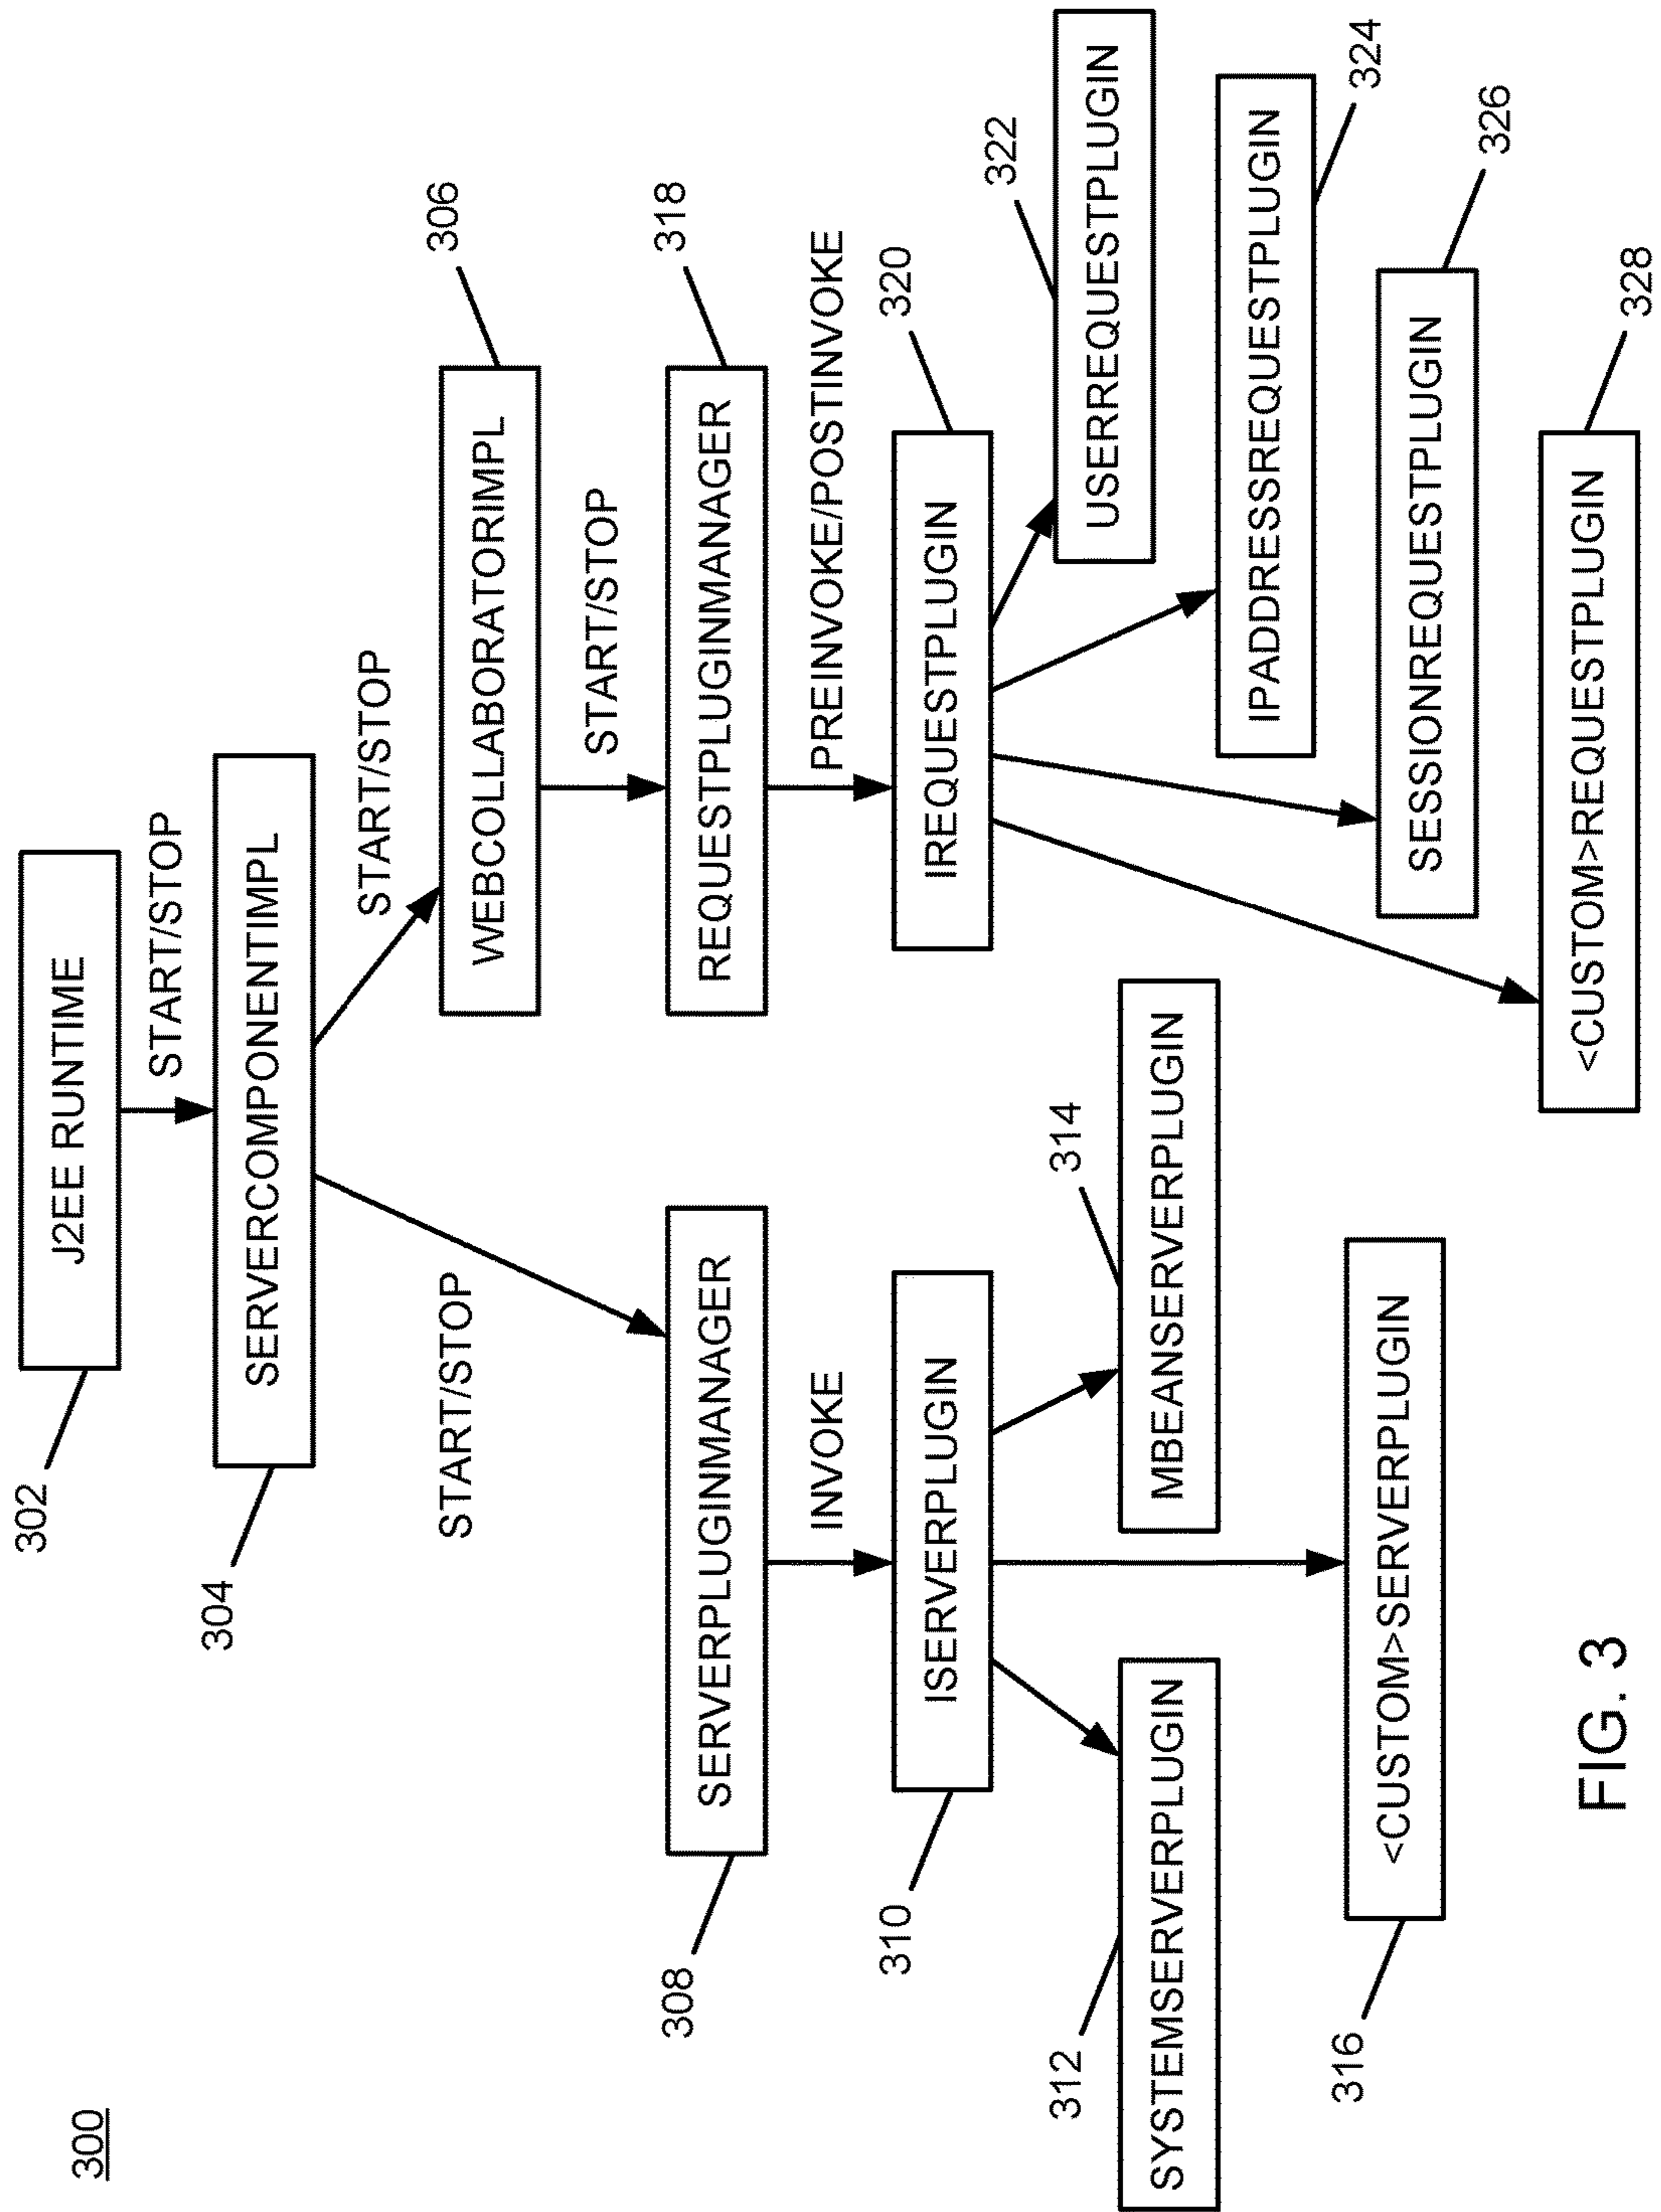 300
302
J2EE RUNTIME
START/STOP
304
SERVERCOMPONENTIMPL
START/STOP
START/STOP
306
WEBCOLLABORATORIMPL
START/STOP
308
SERVERPLUGINMANAGER
318
REQUESTPLUGINMANAGER
INVOKE
PREINVOKE/POSTINVOKE
310
ISERVERPLUGIN
320
IREQUESTPLUGIN
312
SYSTEMSERVERPLUGIN
314
MBEANSERVERPLUGIN
322
USERREQUESTPLUGIN
324
IPADDRESSREQUESTPLUGIN
316
<CUSTOM>SERVERPLUGIN
326
SESSIONREQUESTPLUGIN
328
<CUSTOM>REQUESTPLUGIN
FIG. 3